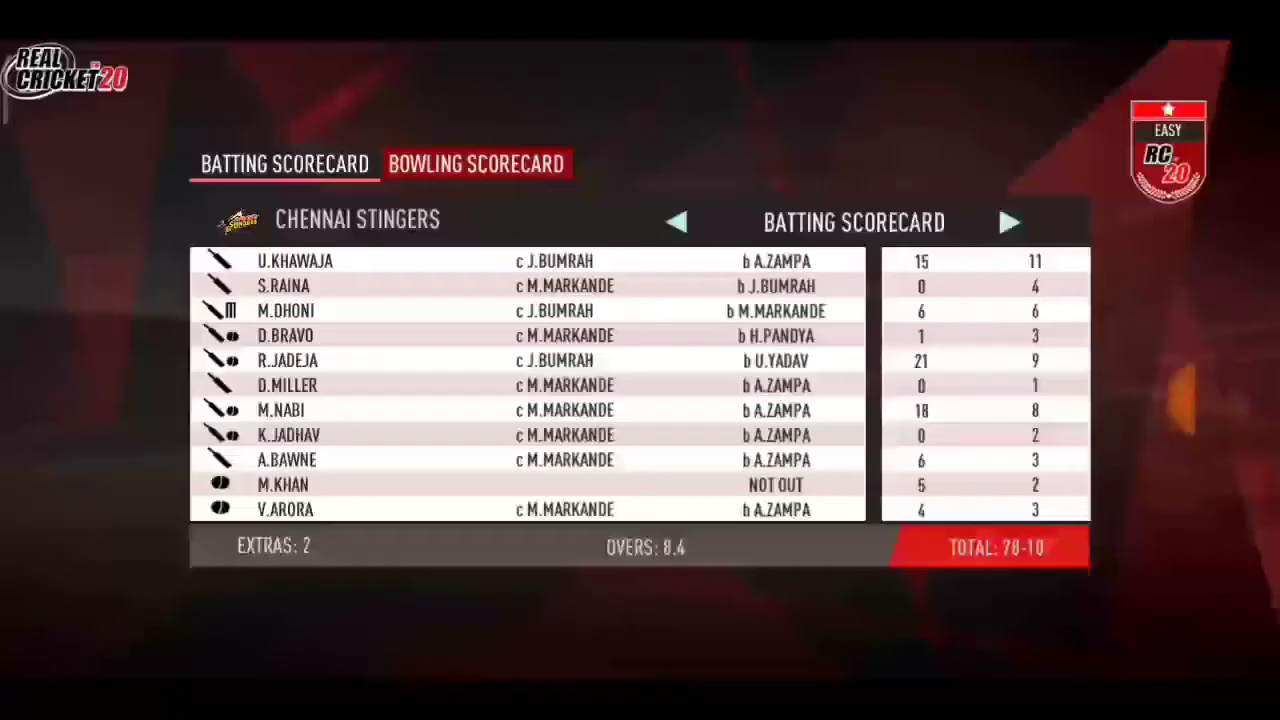 REAL CRICKET 20
EASY
RC 20
BATTING SCORECARD BOWLING SCORECARD
CHENNAI STINGERS BATTING SCORECARD
U.KHAWAJA c J.BUMRAH b A.ZAMPA 15 11
S.RAINA c M.MARKANDE b J.BUMRAH 0 4
M.DHONI c J.BUMRAH b M.MARKANDE 6 6
D.BRAVO c M.MARKANDE b H.PANDYA 1 3
R.JADEJA c J.BUMRAH b U.YADAV 21 9
D.MILLER c M.MARKANDE b A.ZAMPA 0 1
M.NABI c M.MARKANDE b A.ZAMPA 18 8
K.JADHAV c M.MARKANDE b A.ZAMPA 0 2
A.BAWNE c M.MARKANDE b A.ZAMPA 6 3
M.KHAN NOT OUT 5 2
V.ARORA c M.MARKANDE b A.ZAMPA 4 3
EXTRAS: 2 OVERS: 8.4 TOTAL: 78-10